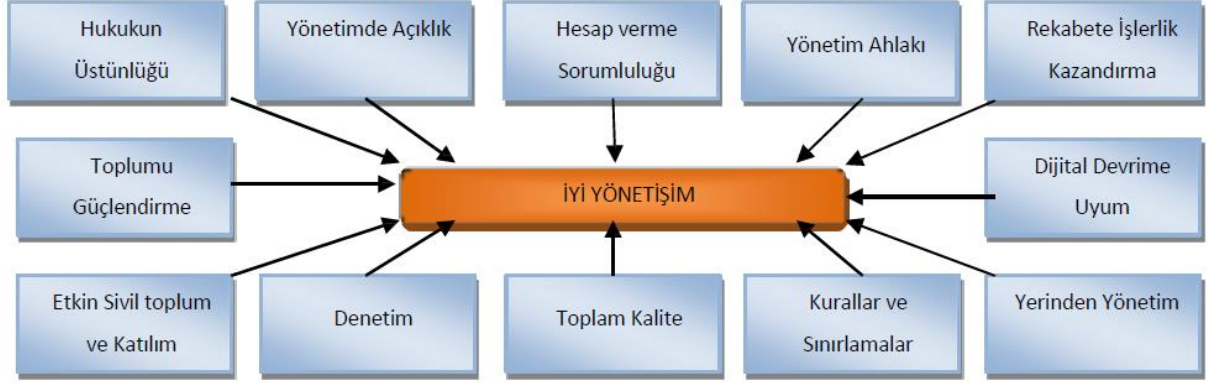 Hukukun
Üstünlüğü
Yönetimde Açıklık
Hesap verme
Sorumluluğu
Yönetim Ahlakı
Rekabete İşlerlik
Kazandırma
Toplumu
Güçlendirme
İYİ YÖNETİŞİM
Dijital Devrime
Uyum
Etkin Sivil toplum
ve Katılım
Denetim
Toplam Kalite
Kurallar ve
Sınırlamalar
Yerinden Yönetim